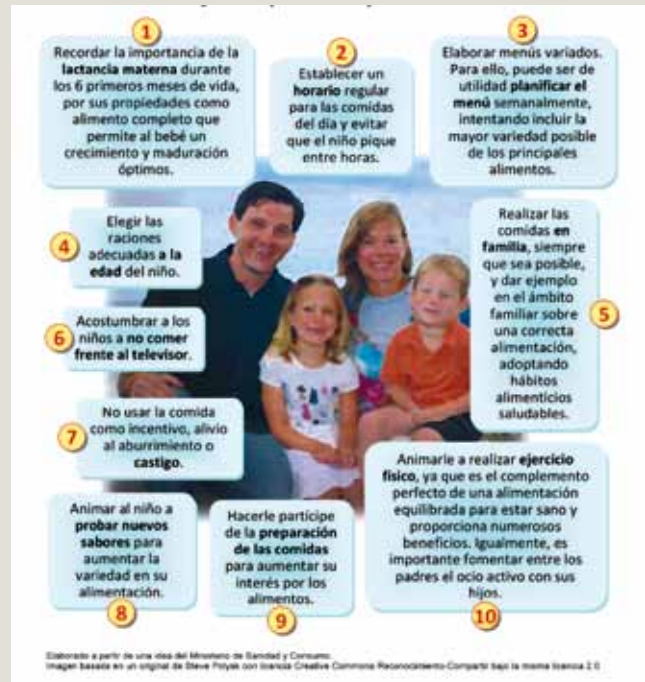 1
Recordar la importancia de la
lactancia materna durante
los 6 primeros meses de vida,
por sus propiedades como
alimento completo que
permite al bebé un
crecimiento y maduración
óptimos.
2
Establecer un
horario regular
para las comidas
del día y evitar
que el niño pique
entre horas.
3
Elaborar menús variados.
Para ello, puede ser de
utilidad planificar el
menú semanalmente,
intentando incluir la
mayor variedad posible
de los principales
alimentos.
4
Elegir las
raciones
adecuadas a la
edad del niño.
5
Realizar las
comidas en
familia, siempre
que sea posible,
y dar ejemplo
en el ámbito
familiar sobre
una correcta
alimentación,
adoptando
hábitos
alimenticios
saludables.
6
Acostumbrar a los
niños a no comer
frente al televisor.
7
No usar la comida
como incentivo, alivio
al aburrimiento o
castigo.
8
Animar al niño a
probar nuevos
sabores para
aumentar la
variedad en su
alimentación.
9
Hacerle partícipe
de la preparación
de las comidas
para aumentar su
interés por los
alimentos.
10
Animarle a realizar ejercicio
físico, ya que es el complemento
perfecto de una alimentación
equilibrada para estar sano y
proporciona numerosos
beneficios. Igualmente, es
importante fomentar entre los
padres el ocio activo con sus
hijos.
Elaborado a partir de una idea del Ministerio de Sanidad y Consumo.
Imagen basada en un original de Steve Polyak con licencia Creative Commons Reconocimiento-Compartir bajo la misma licencia 2.0